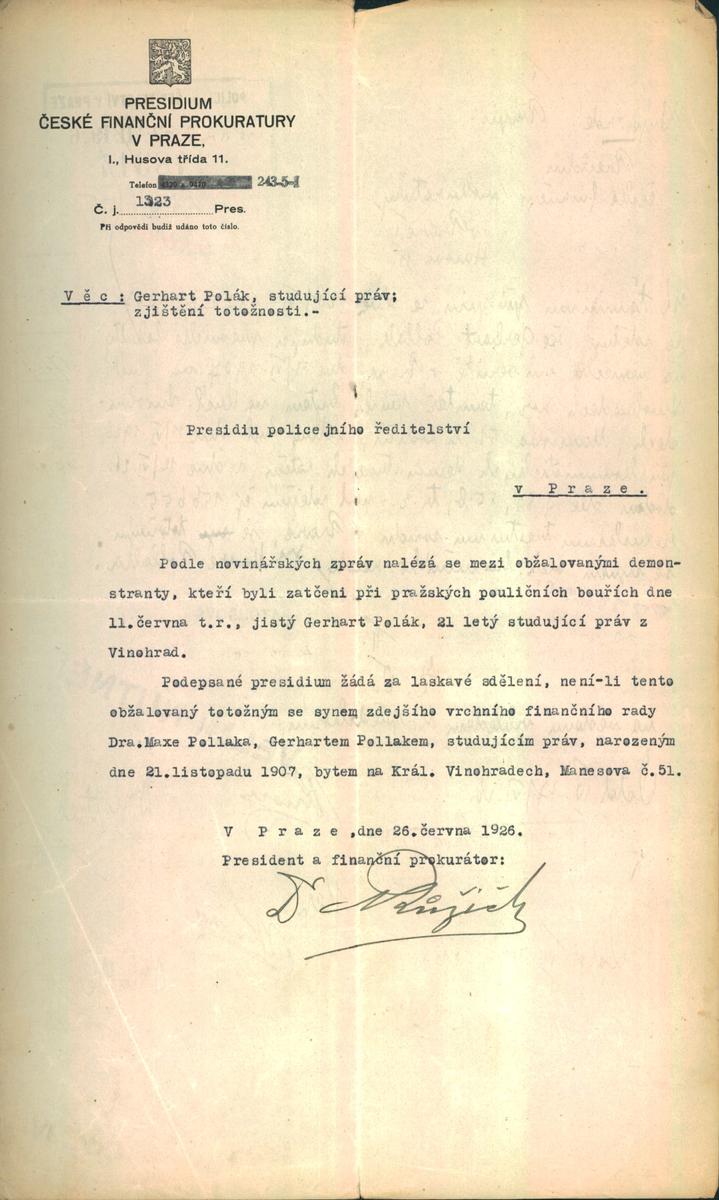 PRESIDIUM
ČESKÉ FINANČNÍ PROKURATURY
V PRAZE,
I., Husova třída 11.
Telefon 243-5-1
Č. j. 1323 Pres.
Při odpovědi budiž udáno toto číslo.
Věc: Gerhart Polák, studující práv;
zjištění totožnosti.-
Presidiu policejního ředitelství
v Praze.
Podle novinářských zpráv nalézá se mezi obžalovanými demon-
stranty, kteří byli zatčeni při pražských pouličních bouřích dne
11.června t.r., jistý Gerhart Polák, 21 letý studující práv z
Vinohrad.
Podepsané presidium žádá za laskavé sdělení, není-li tento
obžalovaný totožným se synem zdejšího vrchního finančního rady
Dra.Maxe Pollaka, Gerhartem Pollakem, studujícím práv, narozeným
dne 21.listopadu 1907, bytem na Král. Vinohradech, Manesova č.51.
V Praze, dne 26.června 1926.
President a finanční prokurátor: